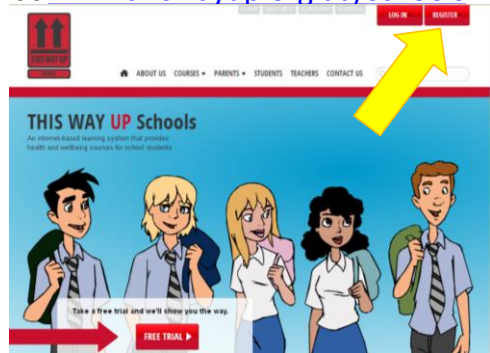 LOG IN REGISTER
THIS WAY UP
ABOUT US COURSES PARENTS STUDENTS TEACHERS CONTACT US
THIS WAY UP Schools
An internet-based learning system that provides
health and wellbeing courses for school students
Take a free trial and we'll show you the way.
FREE TRIAL